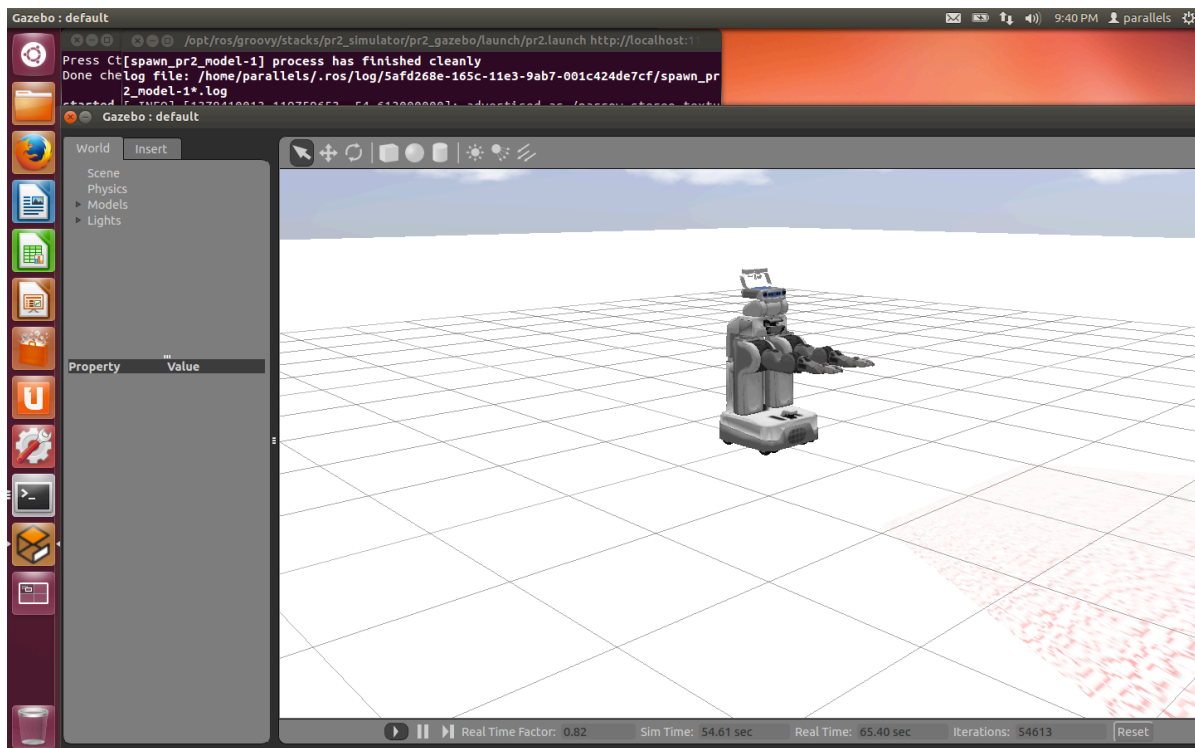 Gazebo : default
9:40 PM parallels
/opt/ros/groovy/stacks/pr2_simulator/pr2_gazebo/launch/pr2.launch http://localhost:1
Press Ct[spawn_pr2_model-1] process has finished cleanly
Done chelog file: /home/parallels/.ros/log/5afd268e-165c-11e3-9ab7-001c424de7cf/spawn_pr
2_model-1*.log
Gazebo : default
World Insert
Scene
Physics
Models
Lights
Property Value
Real Time Factor: 0.82 Sim Time: 54.61 sec Real Time: 65.40 sec Iterations: 54613 Reset